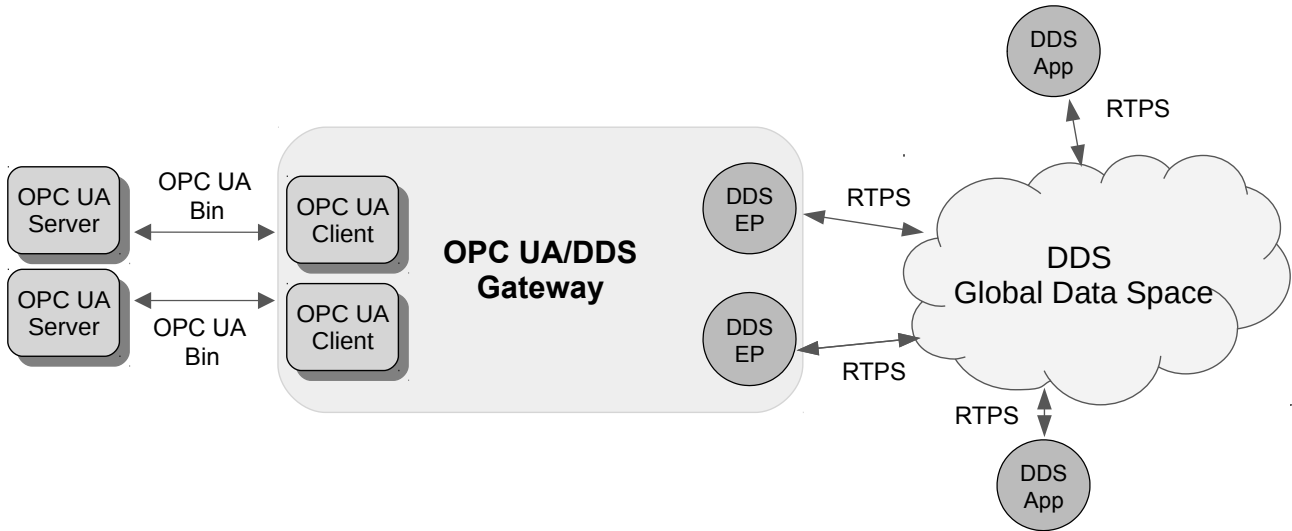 DDS
App
RTPS
OPC UA
Server
OPC UA
Bin
OPC UA
Client
OPC UA/DDS
Gateway
DDS
EP
RTPS
DDS
Global Data Space
OPC UA
Server
OPC UA
Bin
OPC UA
Client
DDS
EP
RTPS
RTPS
DDS
App